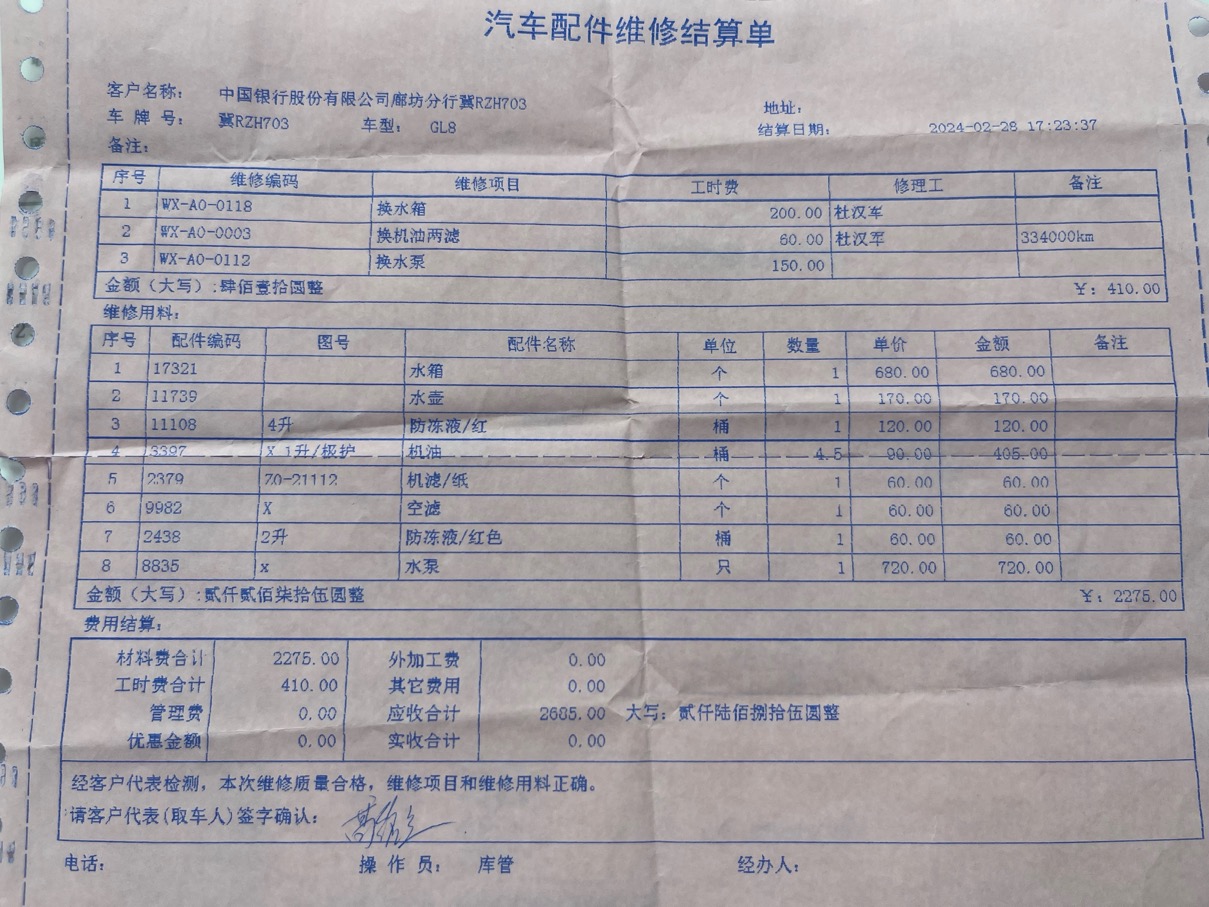 汽车配件维修结算单
客户名称: 中国银行股份有限公司廊坊分行冀RZH703 地址:
车 牌 号: 冀RZH703 车型: GL8 结算日期: 2024-02-28 17:23:37
备注:
序号 维修编码 维修项目 工时费 修理工 备注
1 WX-AO-0118 换水箱 200.00 杜汉军
2 WX-AO-0003 换机油两滤 60.00 杜汉军 334000km
3 WX-AO-0112 换水泵 150.00
金额(大写):肆佰壹拾圆整 ¥: 410.00
维修用料:
序号 配件编码 图号 配件名称 单位 数量 单价 金额 备注
1 17321 水箱 个 1 680.00 680.00
2 11739 水壶 个 1 170.00 170.00
3 11108 4升 防冻液/红 桶 1 120.00 120.00
4 3397 X 1升/极护 机油 桶 4.5 90.00 405.00
5 2379 ZO-21112 机滤/纸 个 1 60.00 60.00
6 9982 X 空滤 个 1 60.00 60.00
7 2438 2升 防冻液/红色 桶 1 60.00 60.00
8 8835 x 水泵 只 1 720.00 720.00
金额(大写):贰仟贰佰柒拾伍圆整 ¥: 2275.00
费用结算:
材料费合计 2275.00 外加工费 0.00
工时费合计 410.00 其它费用 0.00
管理费 0.00 应收合计 2685.00 大写: 贰仟陆佰捌拾伍圆整
优惠金额 0.00 实收合计 0.00
经客户代表检测,本次维修质量合格,维修项目和维修用料正确。
请客户代表(取车人)签字确认:
电话: 操 作 员: 库管 经办人: